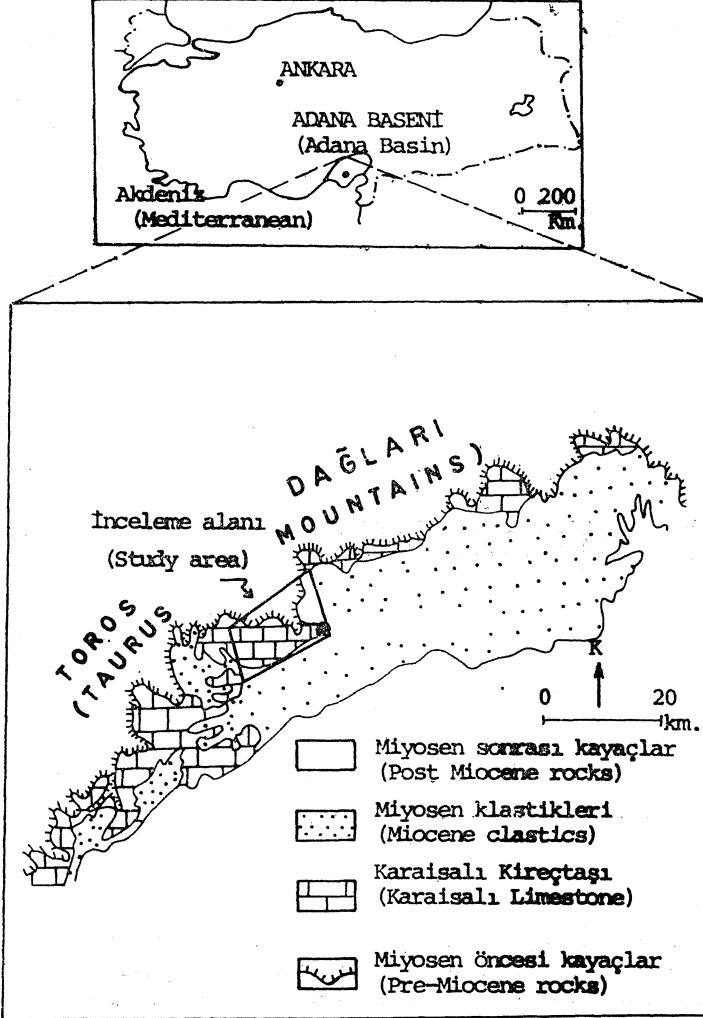 ANKARA
ADANA BASENİ
(Adana Basin)
Akdeniz
(Mediterranean)
0 200
Km.
DAĞLARI
MOUNTAINS)
İnceleme alanı
(Study area)
TOROS
(TAURUS
K
0 20
km.
Miyosen sonrası kayaçlar
(Post Miocene rocks)
Miyosen klastikleri
(Miocene clastics)
Karaisalı Kireçtaşı
(Karaisalı Limestone)
Miyosen öncesi kayaçlar
(Pre-Miocene rocks)